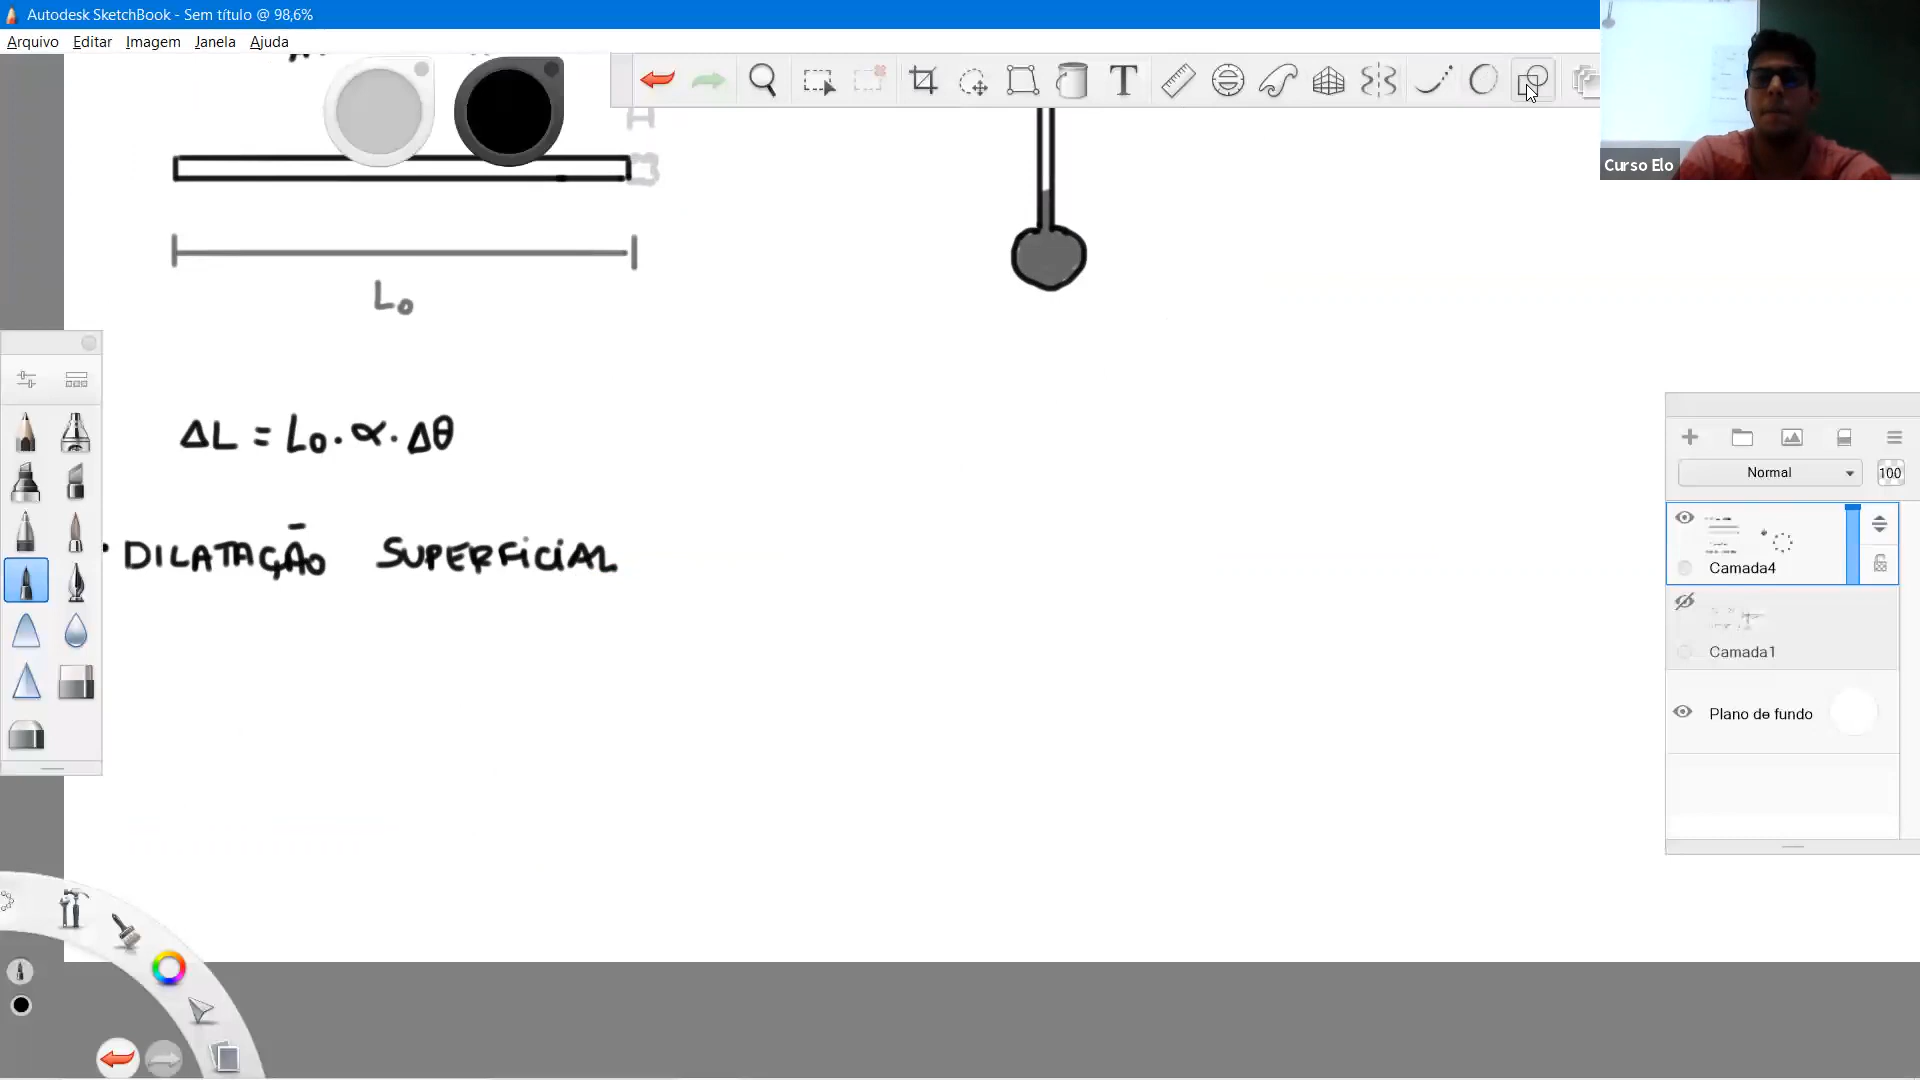 Autodesk SketchBook - Sem título @ 98,6%
Arquivo Editar Imagem Janela Ajuda
T
Curso Elo
L₀
ΔL = L₀ . α . Δθ
• DILATAÇÃO SUPERFICIAL
Normal
100
Camada4
Camada1
Plano de fundo